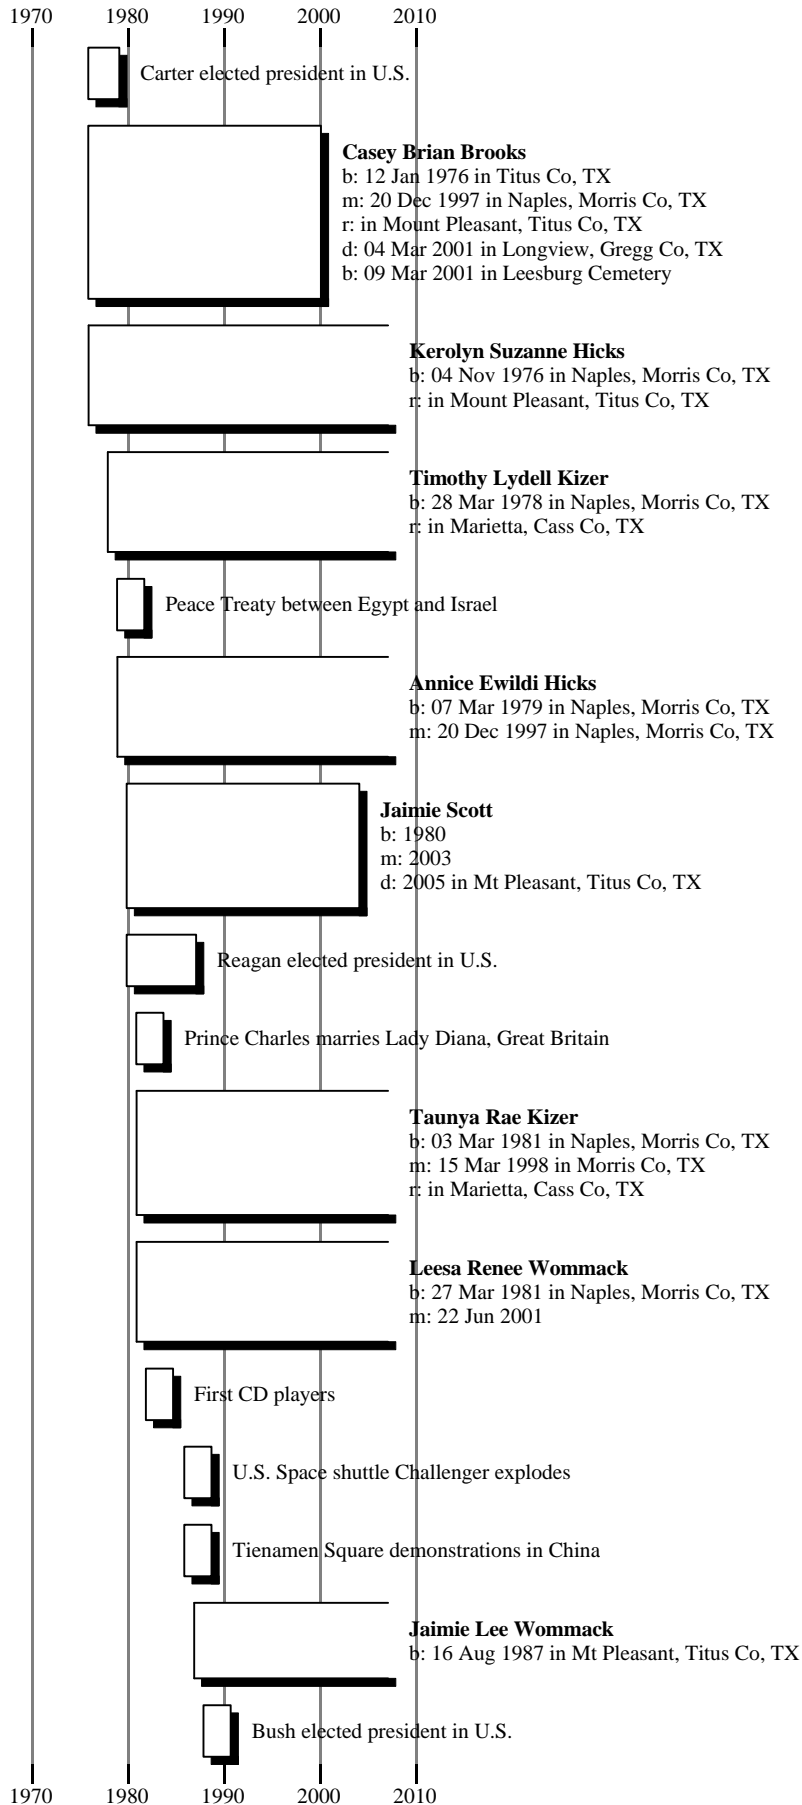 1970 1980 1990 2000 2010
Carter elected president in U.S.
Casey Brian Brooks
b: 12 Jan 1976 in Titus Co, TX
m: 20 Dec 1997 in Naples, Morris Co, TX
r: in Mount Pleasant, Titus Co, TX
d: 04 Mar 2001 in Longview, Gregg Co, TX
b: 09 Mar 2001 in Leesburg Cemetery
Kerolyn Suzanne Hicks
b: 04 Nov 1976 in Naples, Morris Co, TX
r: in Mount Pleasant, Titus Co, TX
Timothy Lydell Kizer
b: 28 Mar 1978 in Naples, Morris Co, TX
r: in Marietta, Cass Co, TX
Peace Treaty between Egypt and Israel
Annice Ewildi Hicks
b: 07 Mar 1979 in Naples, Morris Co, TX
m: 20 Dec 1997 in Naples, Morris Co, TX
Jaimie Scott
b: 1980
m: 2003
d: 2005 in Mt Pleasant, Titus Co, TX
Reagan elected president in U.S.
Prince Charles marries Lady Diana, Great Britain
Taunya Rae Kizer
b: 03 Mar 1981 in Naples, Morris Co, TX
m: 15 Mar 1998 in Morris Co, TX
r: in Marietta, Cass Co, TX
Leesa Renee Wommack
b: 27 Mar 1981 in Naples, Morris Co, TX
m: 22 Jun 2001
First CD players
U.S. Space shuttle Challenger explodes
Tienamen Square demonstrations in China
Jaimie Lee Wommack
b: 16 Aug 1987 in Mt Pleasant, Titus Co, TX
Bush elected president in U.S.
1970 1980 1990 2000 2010